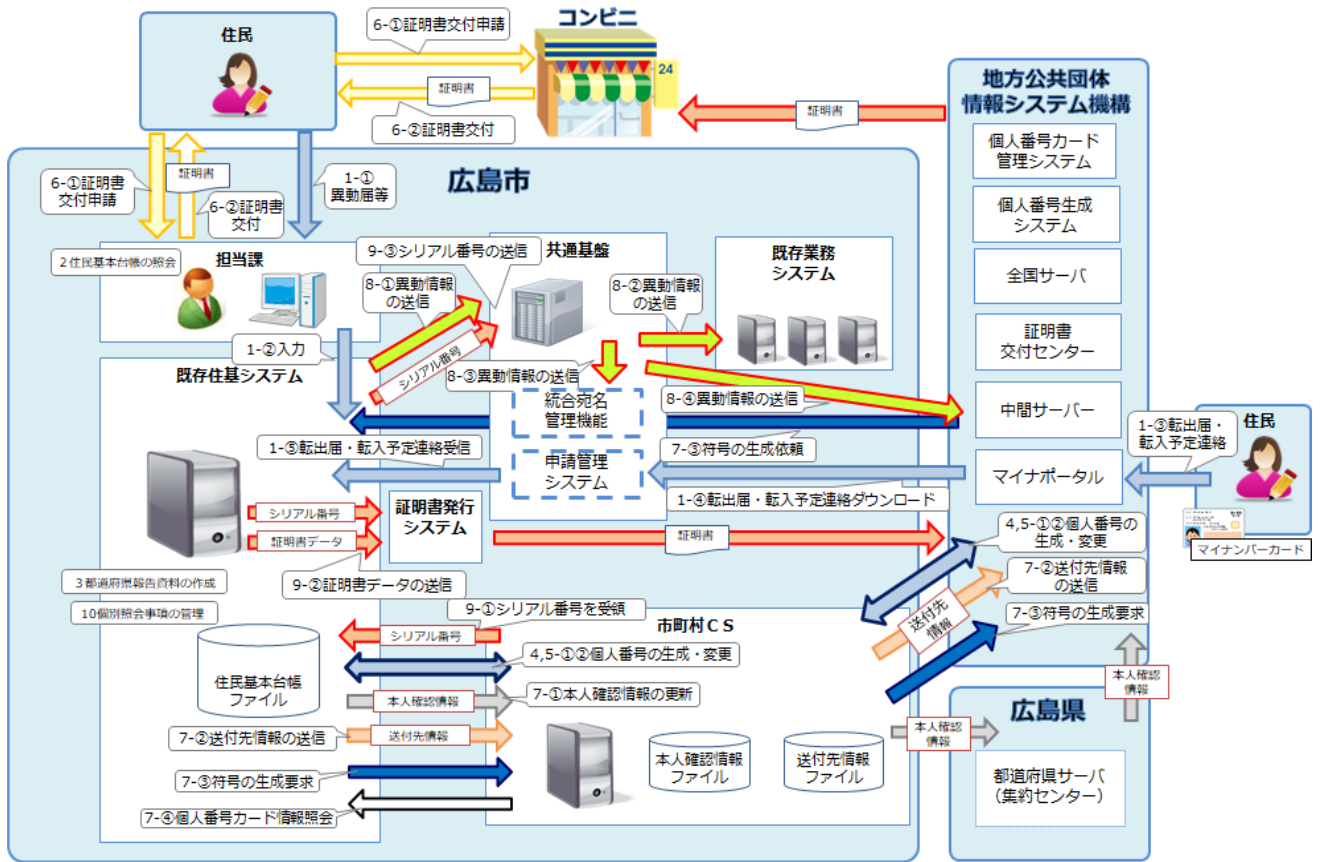 住民
6-①証明書交付申請
コンビニ
24
証明書
6-②証明書交付
証明書
地方公共団体
情報システム機構
個人番号カード
管理システム
個人番号生成
システム
全国サーバ
証明書
交付センター
中間サーバー
マイナポータル
広島市
6-①証明書
交付申請
証明書
6-②証明書
交付
1-①
異動届等
2住民基本台帳の照会
担当課
9-③シリアル番号の送信
共通基盤
既存業務
システム
8-①異動情報
の送信
8-②異動情報
の送信
シリアル番号
1-②入力
既存住基システム
8-③異動情報の送信
統合宛名
管理機能
8-④異動情報の送信
1-③転出届・
転入予定連絡
住民
1-⑤転出届・転入予定連絡受信
7-③符号の生成依頼
申請管理
システム
1-④転出届・転入予定連絡ダウンロード
マイナンバーカード
シリアル番号
証明書データ
証明書発行
システム
証明書
4,5-①②個人番号の
生成・変更
9-②証明書データの送信
7-②送付先情報
の送信
3都道府県報告資料の作成
10個別照会事項の管理
9-①シリアル番号を受領
市町村CS
送付先
情報
7-③符号の生成要求
シリアル番号
4,5-①②個人番号の生成・変更
住民基本台帳
ファイル
本人確認情報
7-①本人確認情報の更新
本人確認
情報
広島県
7-②送付先情報の送信
送付先情報
本人確認
情報
本人確認情報
ファイル
送付先情報
ファイル
都道府県サーバ
（集約センター）
7-③符号の生成要求
7-④個人番号カード情報照会